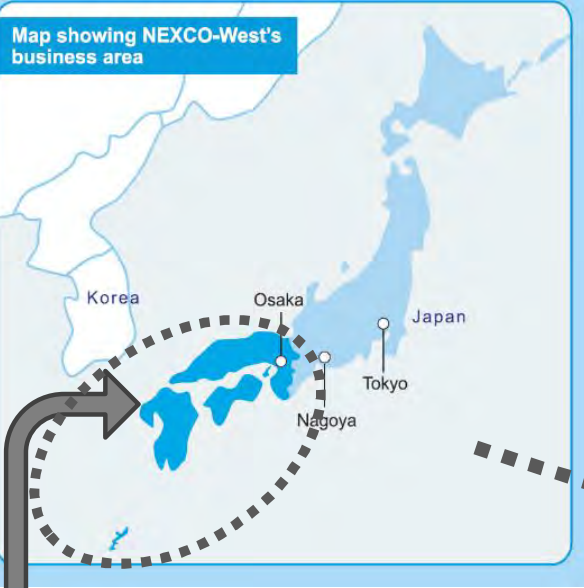 Map showing NEXCO-West's
business area
Korea
Osaka
Japan
Tokyo
Nagoya